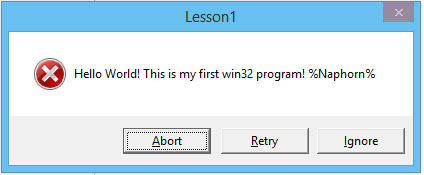 Lesson1
Hello World! This is my first win32 program! %Naphorn%
Abort Retry Ignore